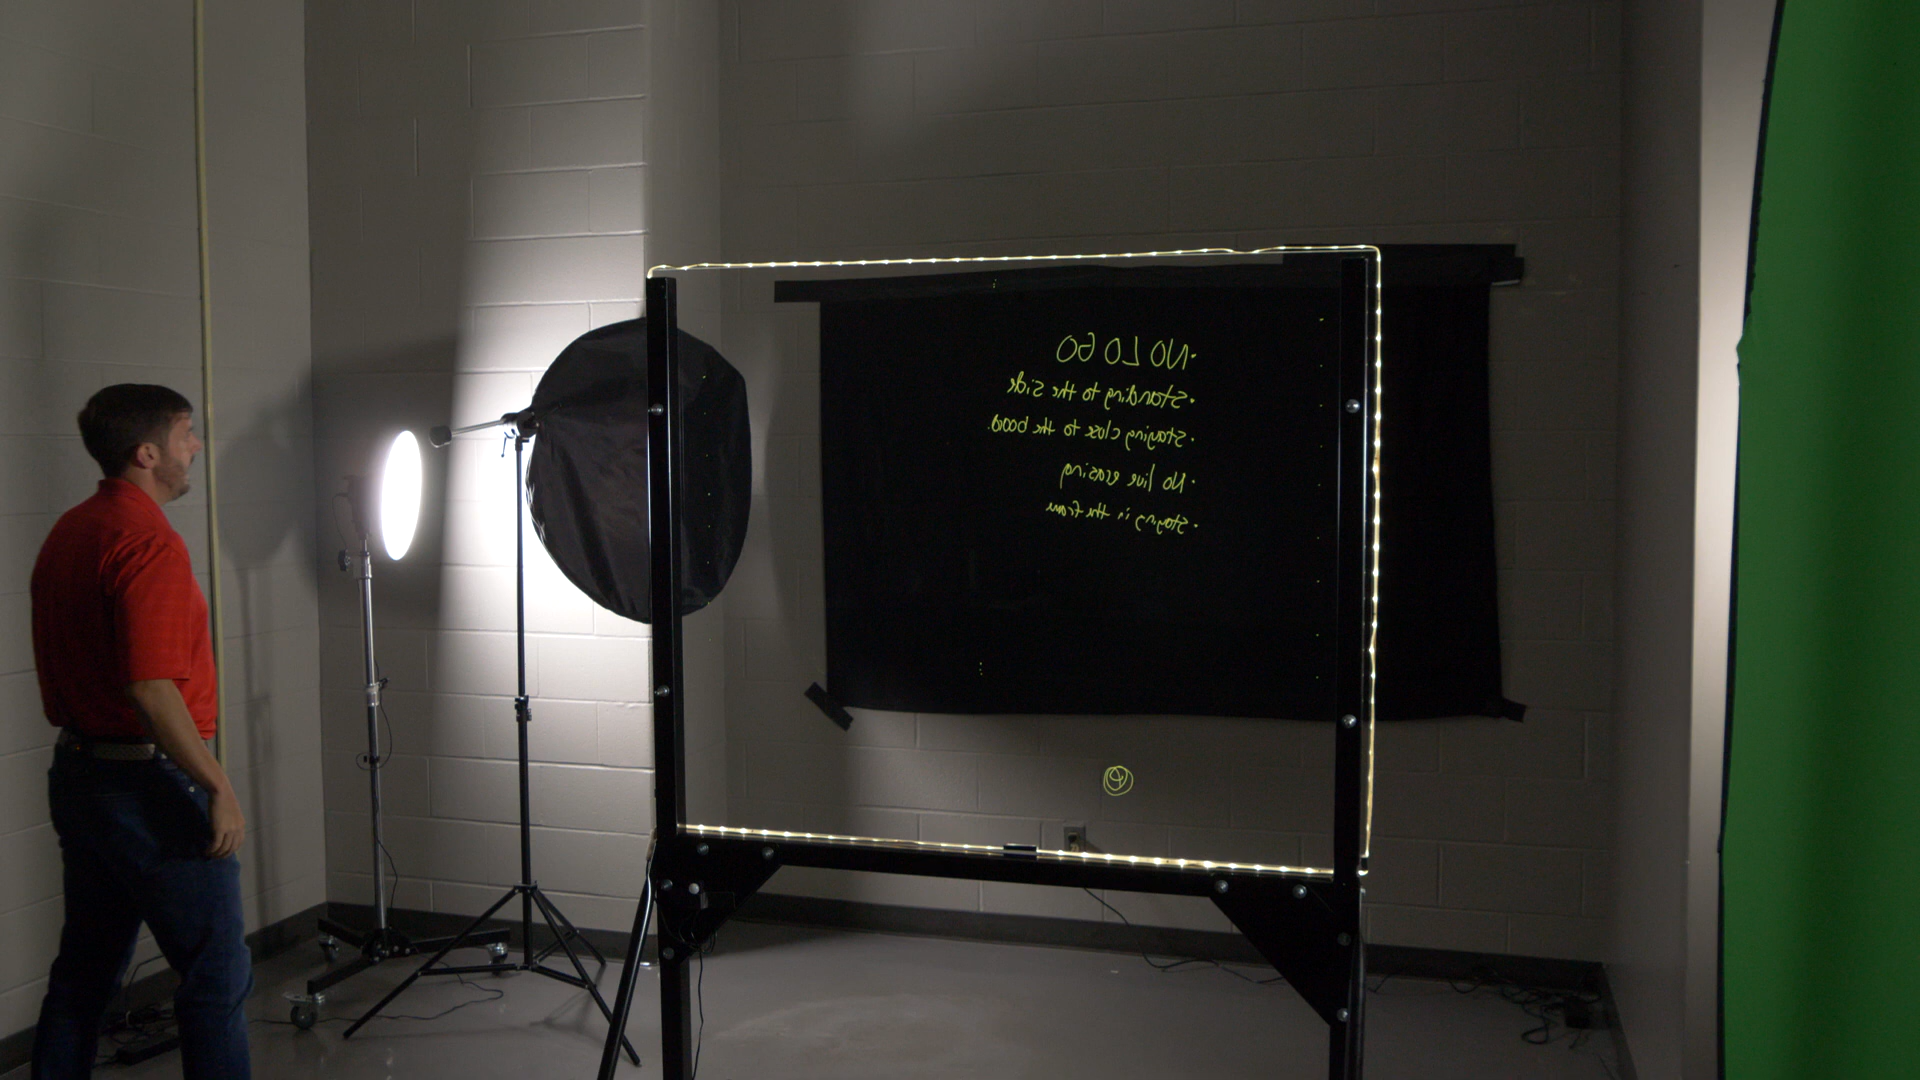 · NO LOGO
· Standing to the side
· Staying close to the board.
· No live erasing
· Staying in the frame